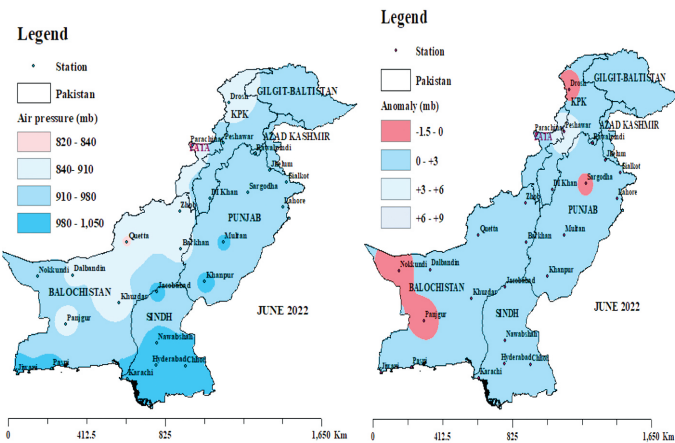 Legend
Station
Pakistan
Air pressure (mb)
820 - 840
840- 910
910 - 980
980 - 1,050
GILGIT-BALTISTAN
Drosh
KPK
AZAD KASHMIR
Parachinar
Peshawar
FATA
Rawalpindi
Jhelum
Sialkot
DI Khan
Sargodha
Lahore
Zhob
PUNJAB
Quetta
Barkhan
Multan
Nokkundi
Dalbandin
Khanpur
BALOCHISTAN
Jacobabad
Khuzdar
Panjgur
SINDH
JUNE 2022
Nawabshah
Jiwani
Pasni
Hyderabad
Chhor
Karachi
0 412.5 825 1,650 Km
Legend
Station
Pakistan
Anomaly (mb)
-1.5 - 0
0 - +3
+3 - +6
+6 - +9
GILGIT-BALTISTAN
Drosh
KPK
AZAD KASHMIR
Parachinar
Peshawar
FATA
Rawalpindi
Jhelum
Sialkot
DI Khan
Sargodha
Lahore
Zhob
PUNJAB
Quetta
Barkhan
Multan
Nokkundi
Dalbandin
Khanpur
BALOCHISTAN
Jacobabad
Khuzdar
Panjgur
SINDH
JUNE 2022
Nawabshah
Jiwani
Pasni
Hyderabad
Chhor
Karachi
0 412.5 825 1,650 Km